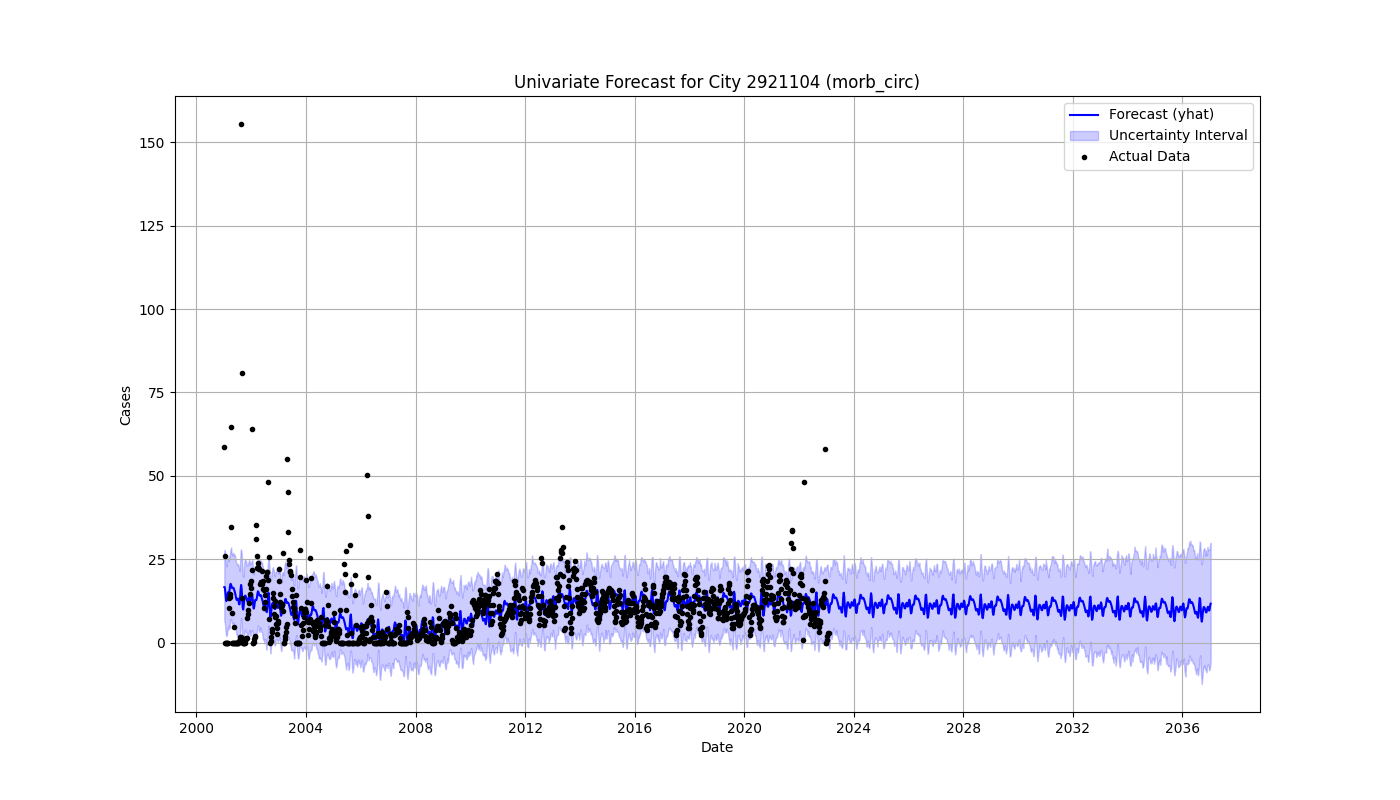 Univariate Forecast for City 2921104 (morb_circ)
Forecast (yhat)
Uncertainty Interval
Actual Data
150
125
100
75
50
25
0
Cases
2000 2004 2008 2012 2016 2020 2024 2028 2032 2036
Date